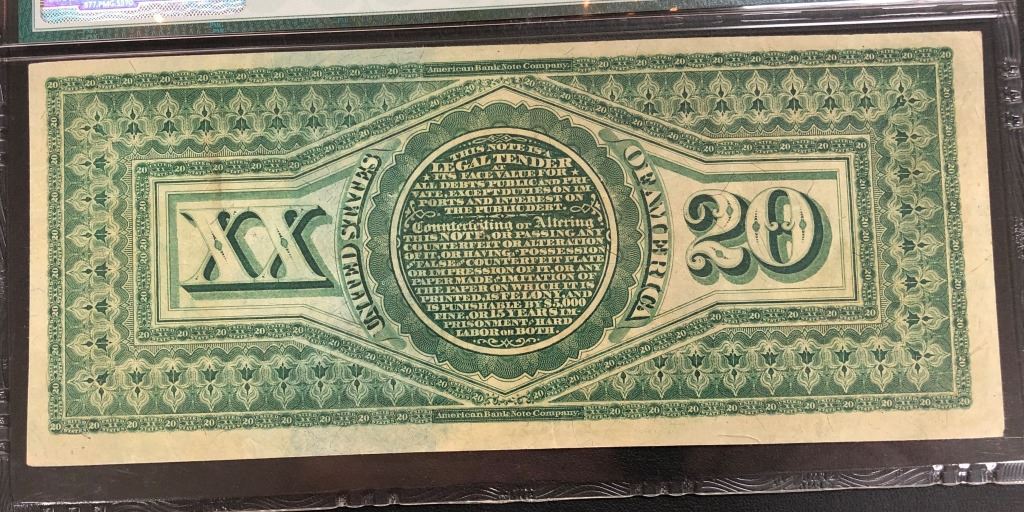 877.PMG.5570
American Bank Note Company
XX
UNITED STATES
THIS NOTE IS A
LEGAL TENDER
AT ITS FACE VALUE FOR
ALL DEBTS PUBLIC AND PRI
VATE, EXCEPT DUTIES ON IM
PORTS AND INTEREST ON
THE PUBLIC DEBT.
Counterfeiting or Altering
THIS NOTE, OR PASSING ANY
COUNTERFEIT OR ALTERATION
OF IT, OR HAVING IN POSSESSION
FALSE OR COUNTERFEIT PLATE
OR IMPRESSION OF IT, OR ANY
PAPER MADE IN IMITATION OF
THE PAPER ON WHICH IT IS
PRINTED, IS FELONY, AND IS
PUNISHABLE BY $5,000
FINE, OR 15 YEARS IM
PRISONMENT AT HARD
LABOR OR BOTH.
OF AMERICA
20
American Bank Note Company